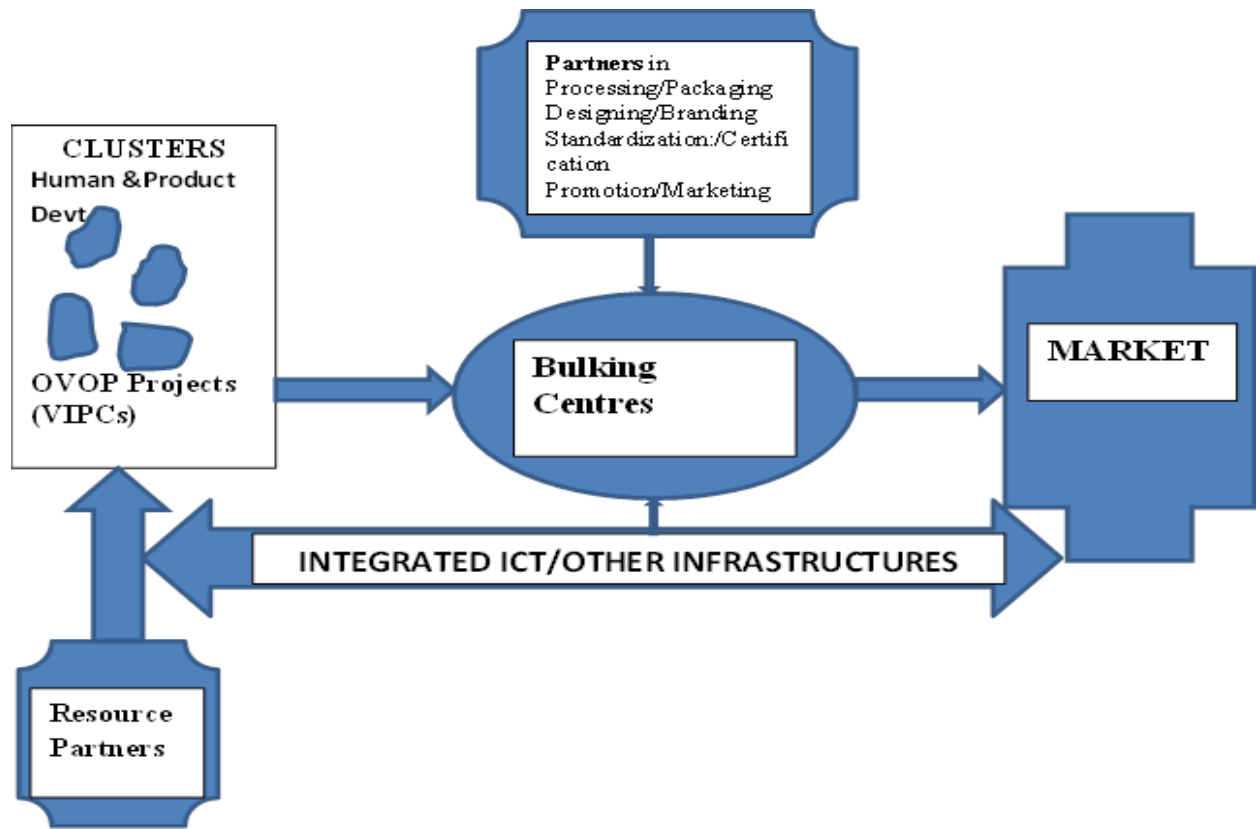 Partners in
Processing/Packaging
Designing/Branding
Standardization:/Certifi
cation
Promotion/Marketing
CLUSTERS
Human &Product
Devt
OVOP Projects
(VIPCs)
Bulking
Centres
MARKET
INTEGRATED ICT/OTHER INFRASTRUCTURES
Resource
Partners